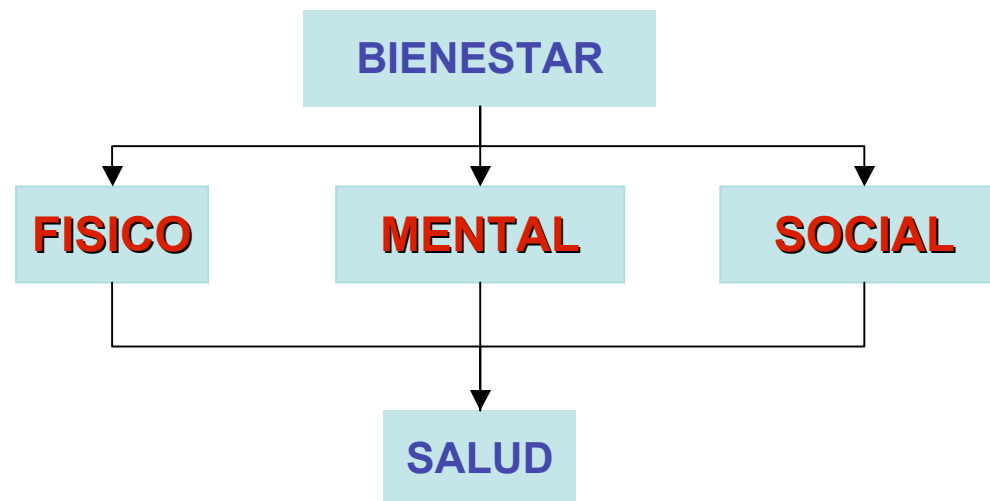 BIENESTAR
FISICO
MENTAL
SOCIAL
SALUD